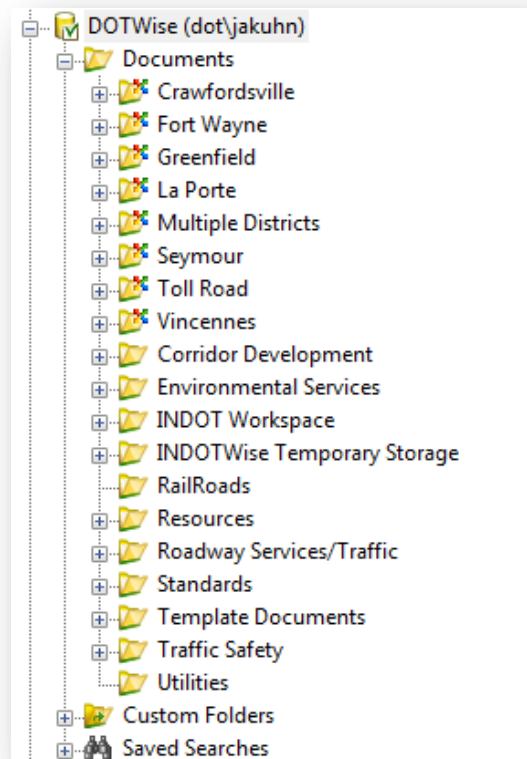 DOTWise (dot\jakuhn)
Documents
Crawfordsville
Fort Wayne
Greenfield
La Porte
Multiple Districts
Seymour
Toll Road
Vincennes
Corridor Development
Environmental Services
INDOT Workspace
INDOTWise Temporary Storage
RailRoads
Resources
Roadway Services/Traffic
Standards
Template Documents
Traffic Safety
Utilities
Custom Folders
Saved Searches